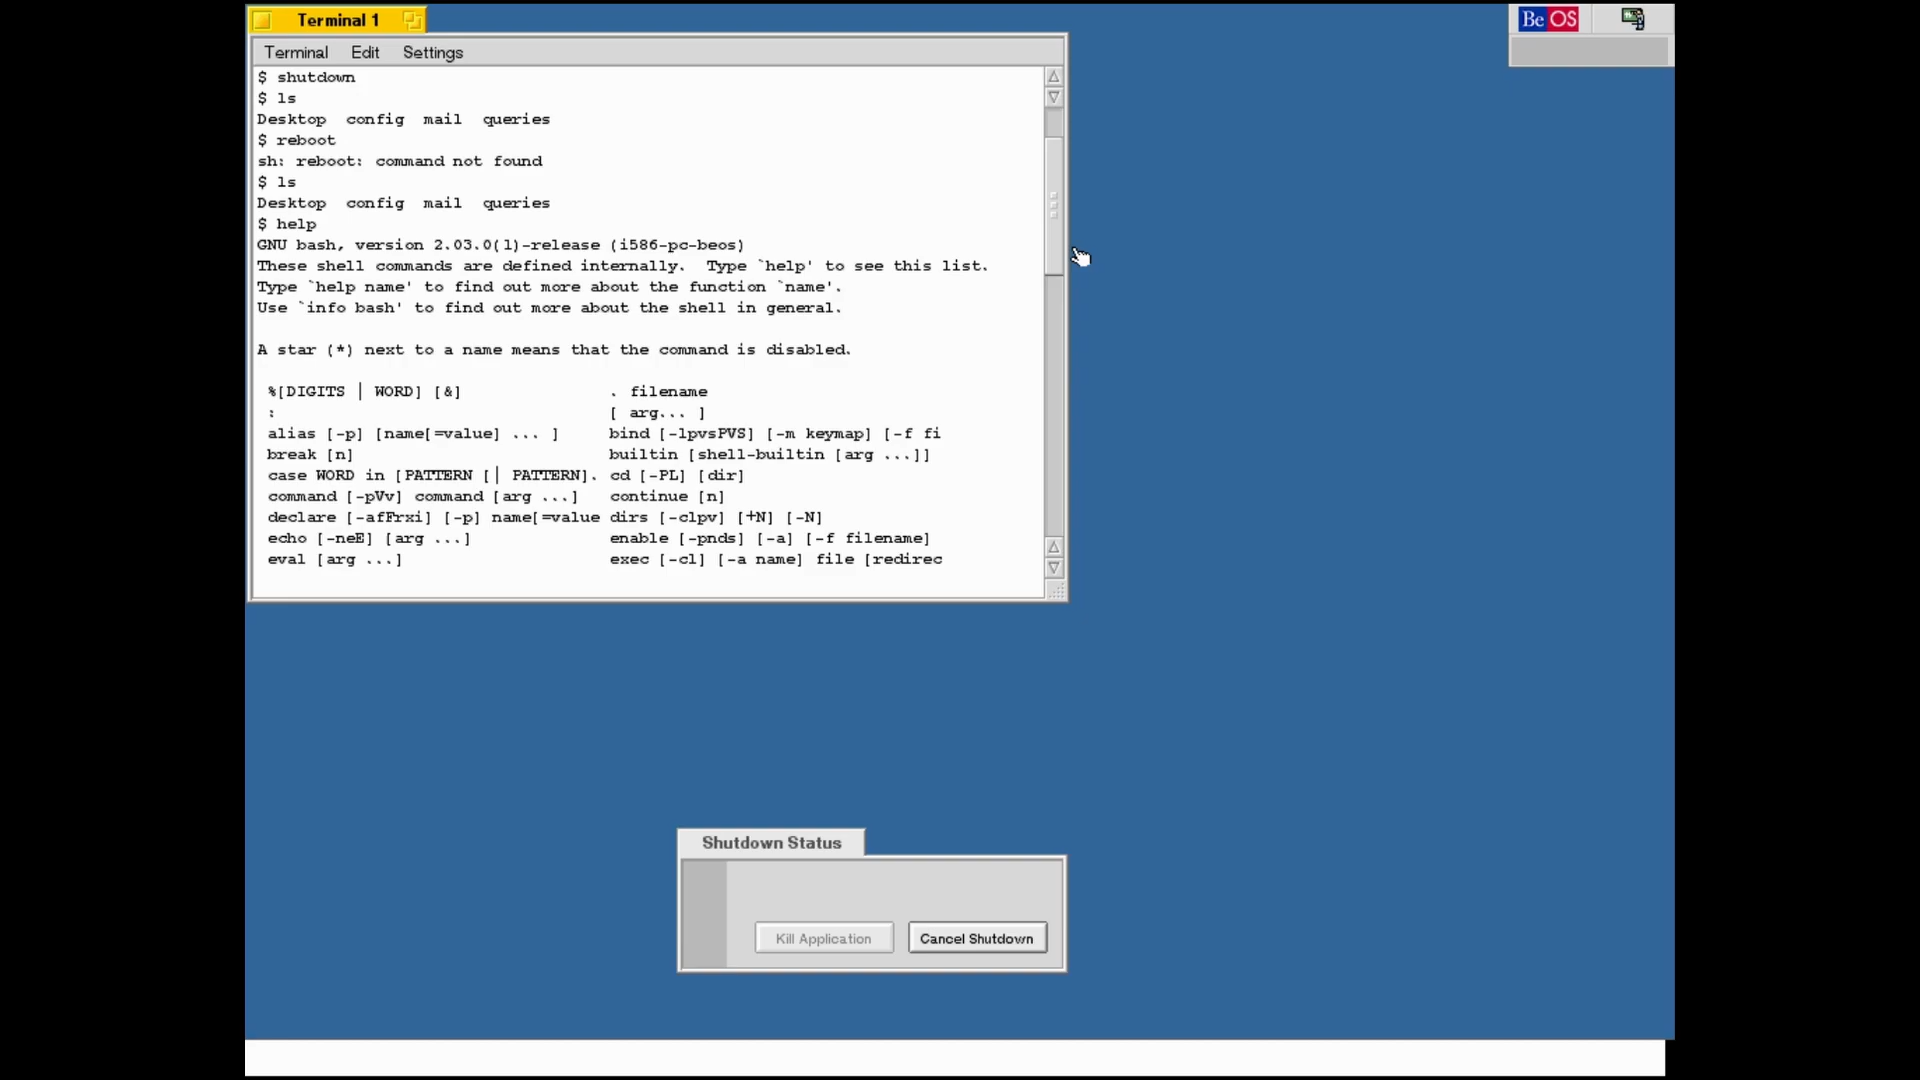 Terminal 1
Be OS
Terminal Edit Settings
$ shutdown
$ ls
Desktop config mail queries
$ reboot
sh: reboot: command not found
$ ls
Desktop config mail queries
$ help
GNU bash, version 2.03.0(1)-release (i586-pc-beos)
These shell commands are defined internally. Type `help' to see this list.
Type `help name' to find out more about the function `name'.
Use `info bash' to find out more about the shell in general.
A star (*) next to a name means that the command is disabled.
%[DIGITS | WORD] [&] . filename
: [ arg... ]
alias [-p] [name[=value] ... ] bind [-lpvsPVS] [-m keymap] [-f fi
break [n] builtin [shell-builtin [arg ...]]
case WORD in [PATTERN [| PATTERN]. cd [-PL] [dir]
command [-pVv] command [arg ...] continue [n]
declare [-afFrxi] [-p] name[=value dirs [-clpv] [+N] [-N]
echo [-neE] [arg ...] enable [-pnds] [-a] [-f filename]
eval [arg ...] exec [-cl] [-a name] file [redirec
Shutdown Status
Kill Application Cancel Shutdown